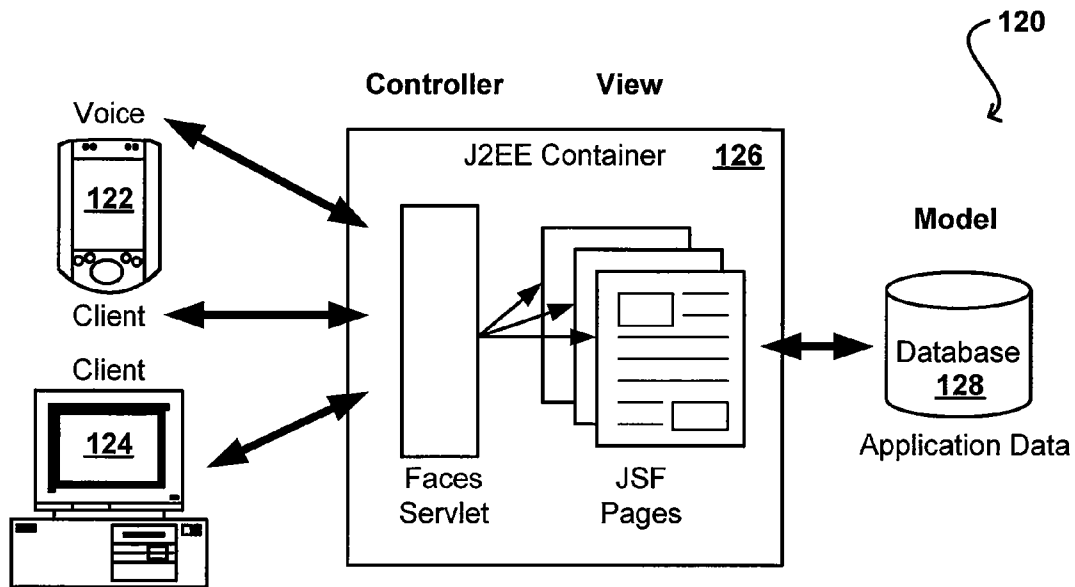 120
Controller
View
Voice
J2EE Container 126
122
Model
Client
Client
Database
128
124
Application Data
Faces
Servlet
JSF
Pages